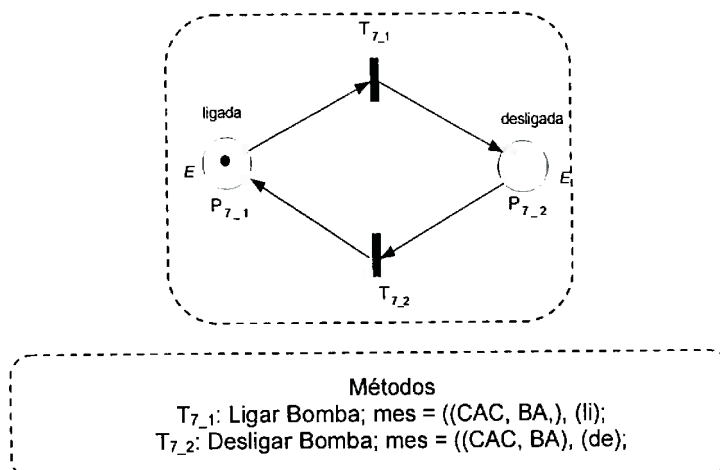 T7_1
ligada
desligada
E
E
P7_1
P7_2
T7_2
Métodos
T7_1: Ligar Bomba; mes = ((CAC, BA,), (li);
T7_2: Desligar Bomba; mes = ((CAC, BA), (de);